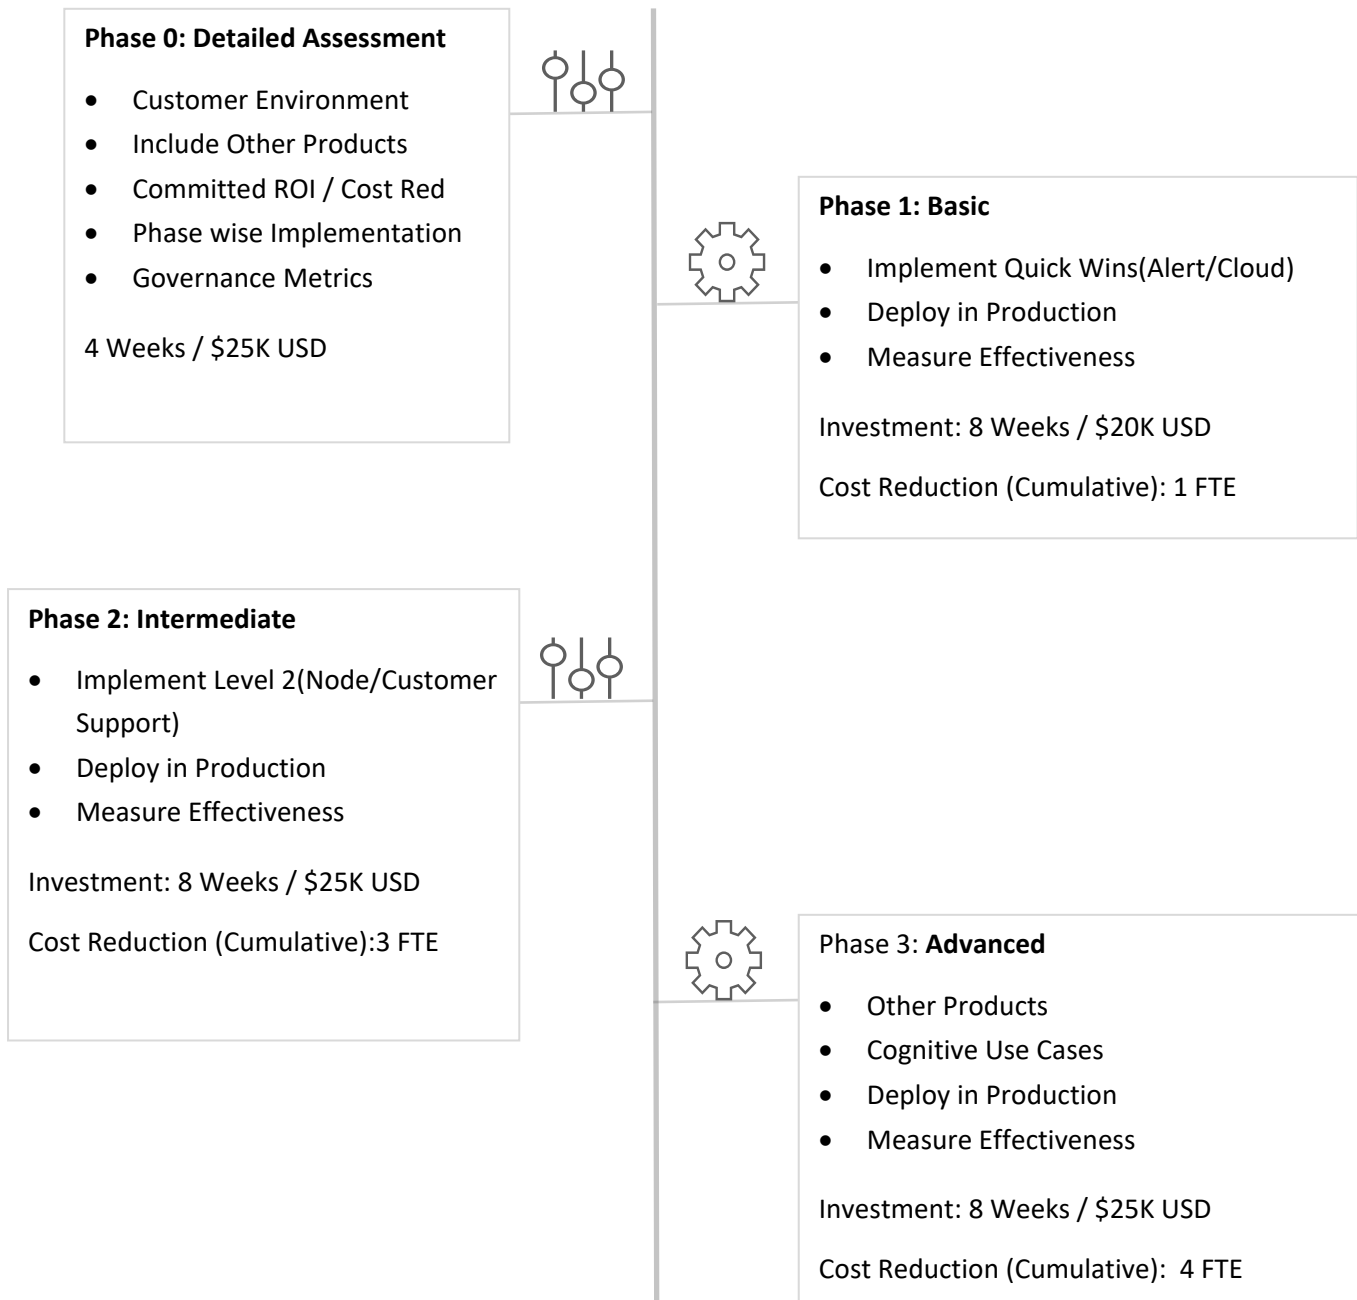 Phase 0: Detailed Assessment
• Customer Environment
• Include Other Products
• Committed ROI / Cost Red
• Phase wise Implementation
• Governance Metrics
4 Weeks / $25K USD
Phase 1: Basic
• Implement Quick Wins(Alert/Cloud)
• Deploy in Production
• Measure Effectiveness
Investment: 8 Weeks / $20K USD
Cost Reduction (Cumulative): 1 FTE
Phase 2: Intermediate
• Implement Level 2(Node/Customer
Support)
• Deploy in Production
• Measure Effectiveness
Investment: 8 Weeks / $25K USD
Cost Reduction (Cumulative):3 FTE
Phase 3: Advanced
• Other Products
• Cognitive Use Cases
• Deploy in Production
• Measure Effectiveness
Investment: 8 Weeks / $25K USD
Cost Reduction (Cumulative):  4 FTE